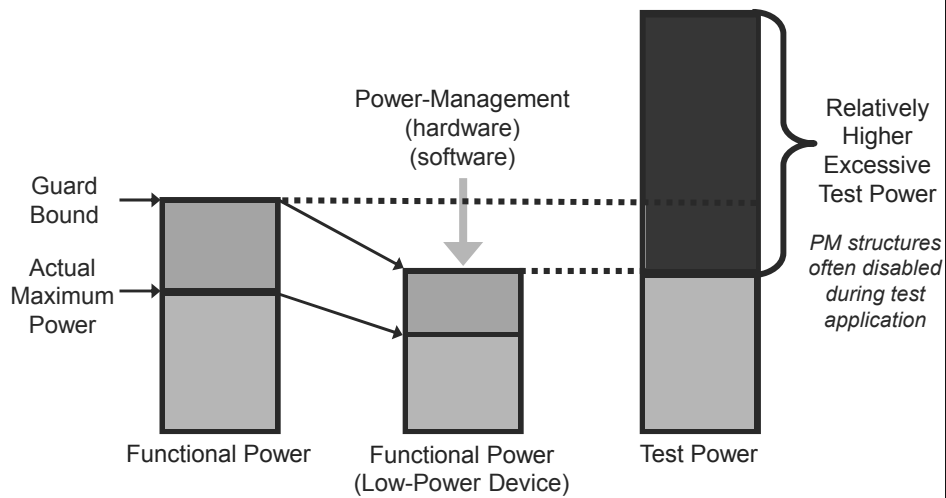 Power-Management
(hardware)
(software)
Guard
Bound
Actual
Maximum
Power
Relatively
Higher
Excessive
Test Power
PM structures
often disabled
during test
application
Functional Power
Functional Power
(Low-Power Device)
Test Power